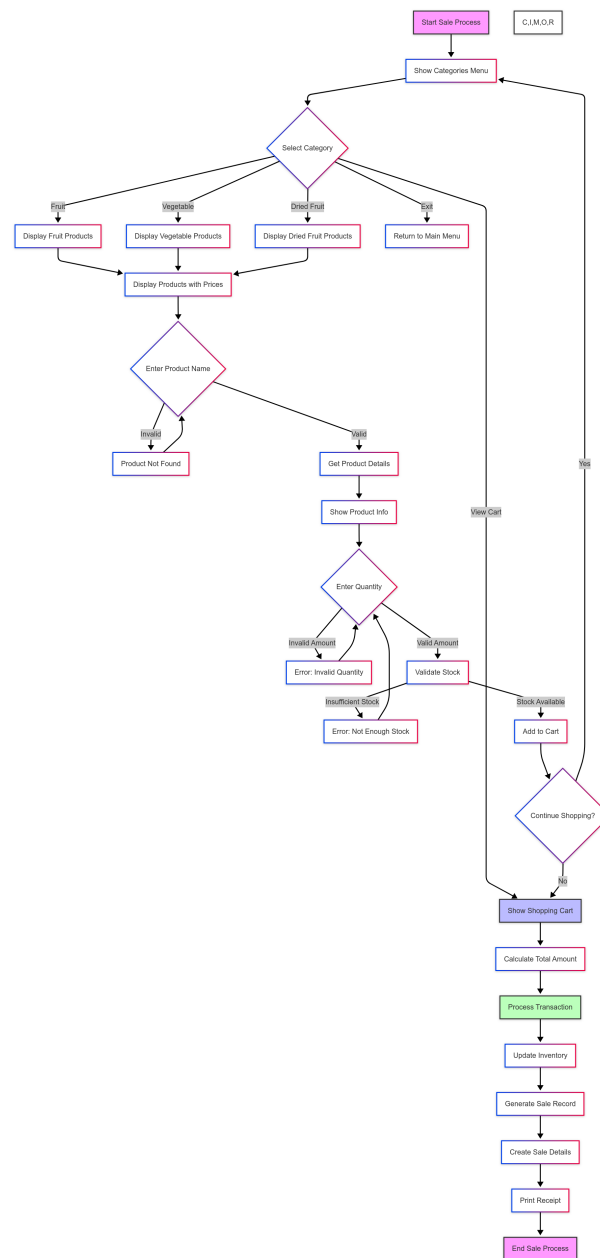 Start Sale Process
C,I,M,O,R
Show Categories Menu
Select Category
Fruit
Vegetable
Dried Fruit
Exit
Display Fruit Products
Display Vegetable Products
Display Dried Fruit Products
Return to Main Menu
Display Products with Prices
Enter Product Name
Invalid
Valid
Product Not Found
Get Product Details
Yes
Show Product Info
View Cart
Enter Quantity
Invalid Amount
Valid Amount
Error: Invalid Quantity
Validate Stock
Insufficient Stock
Stock Available
Error: Not Enough Stock
Add to Cart
Continue Shopping?
No
Show Shopping Cart
Calculate Total Amount
Process Transaction
Update Inventory
Generate Sale Record
Create Sale Details
Print Receipt
End Sale Process